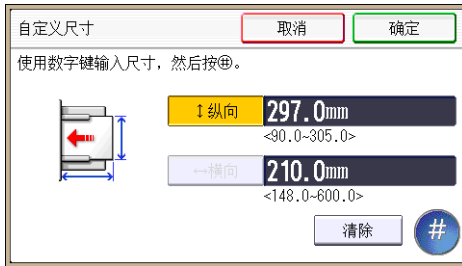 自定义尺寸 取消 确定
使用数字键输入尺寸，然后按⊕。
↕纵向 297.0mm
<90.0~305.0>
↔横向 210.0mm
<148.0~600.0>
清除 #